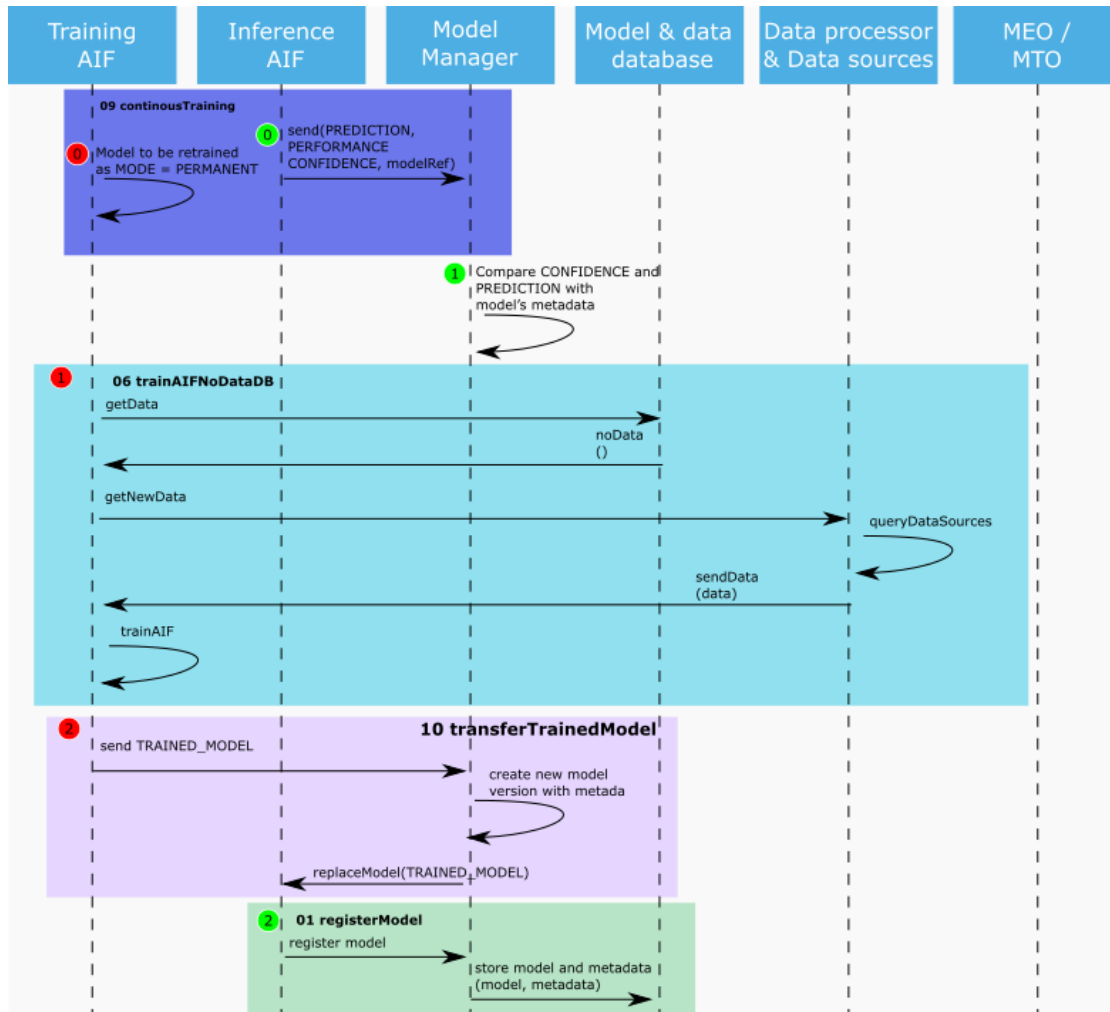 Training
AIF
Inference
AIF
Model
Manager
Model & data
database
Data processor
& Data sources
MEO /
MTO
09 continousTraining
0
Model to be retrained
as MODE = PERMANENT
0
send(PREDICTION,
PERFORMANCE
CONFIDENCE, modelRef)
1
Compare CONFIDENCE and
PREDICTION with
model's metadata
1
06 trainAIFNoDataDB
getData
noData
()
getNewData
queryDataSources
sendData
(data)
trainAIF
2
10 transferTrainedModel
send TRAINED_MODEL
create new model
version with metada
replaceModel(TRAINED_MODEL)
2
01 registerModel
register model
store model and metadata
(model, metadata)